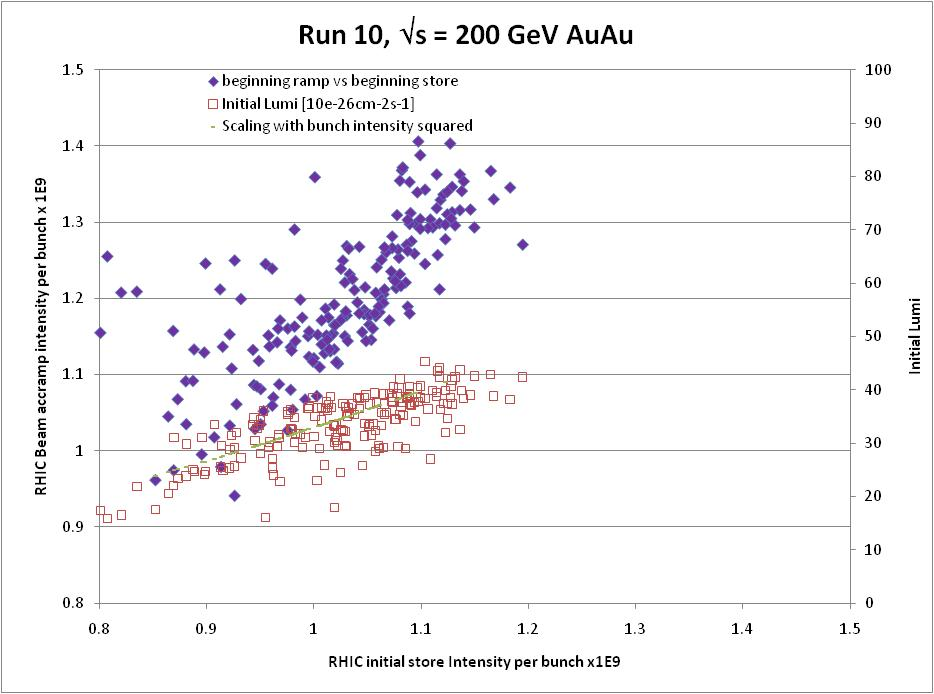 Run 10, √s = 200 GeV AuAu
beginning ramp vs beginning store
Initial Lumi [10e-26cm-2s-1]
Scaling with bunch intensity squared
RHIC Beam accramp intensity per bunch x 1E9
1.5
1.4
1.3
1.2
1.1
1
0.9
0.8
100
90
80
70
60
50
40
30
20
10
0
Initial Lumi
0.8 0.9 1 1.1 1.2 1.3 1.4 1.5
RHIC initial store Intensity per bunch x1E9